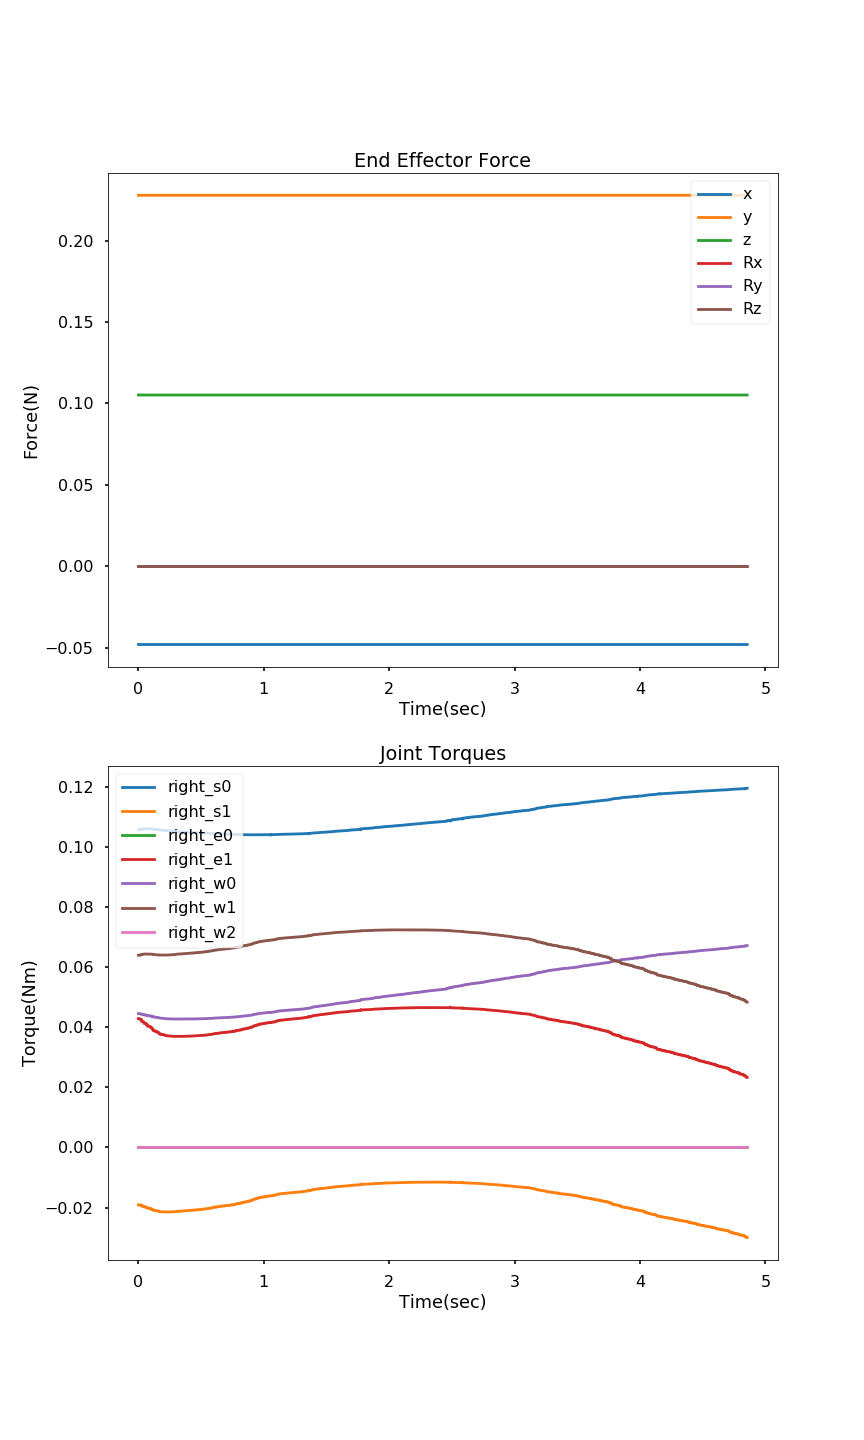 End Effector Force
x
y
z
Rx
Ry
Rz
0.20
0.15
0.10
0.05
0.00
−0.05
Force(N)
0 1 2 3 4 5
Time(sec)
Joint Torques
right_s0
right_s1
right_e0
right_e1
right_w0
right_w1
right_w2
0.12
0.10
0.08
0.06
0.04
0.02
0.00
−0.02
Torque(Nm)
0 1 2 3 4 5
Time(sec)